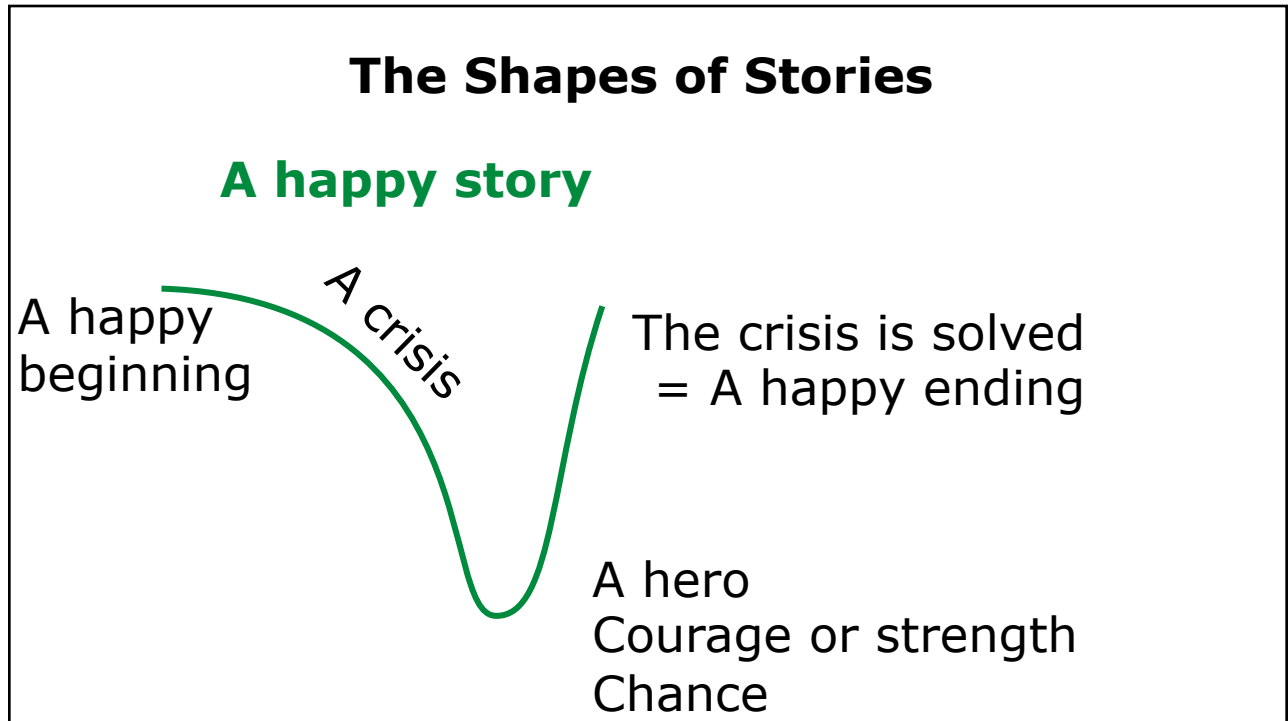 The Shapes of Stories
A happy story
A happy
beginning
A crisis
The crisis is solved
= A happy ending
A hero
Courage or strength
Chance